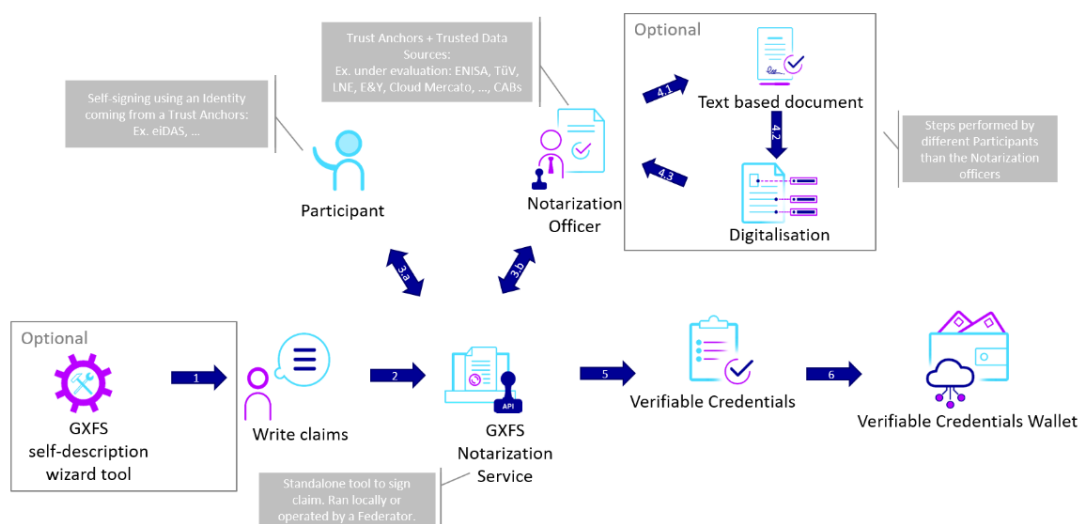 Trust Anchors + Trusted Data
Sources:
Ex. under evaluation: ENISA, TüV,
LNE, E&Y, Cloud Mercato, ..., CABs
Optional
4.1
Text based document
4.2
4.3
Digitalisation
Self-signing using an Identity
coming from a Trust Anchors:
Ex. eiDAS, ...
Steps performed by
different Participants
than the Notarization
officers
Participant
Notarization
Officer
3.a
3.b
Optional
GXFS
self-description
wizard tool
1
Write claims
2
API
GXFS
Notarization
Service
5
Verifiable Credentials
6
Verifiable Credentials Wallet
Standalone tool to sign
claim. Ran locally or
operated by a Federator.